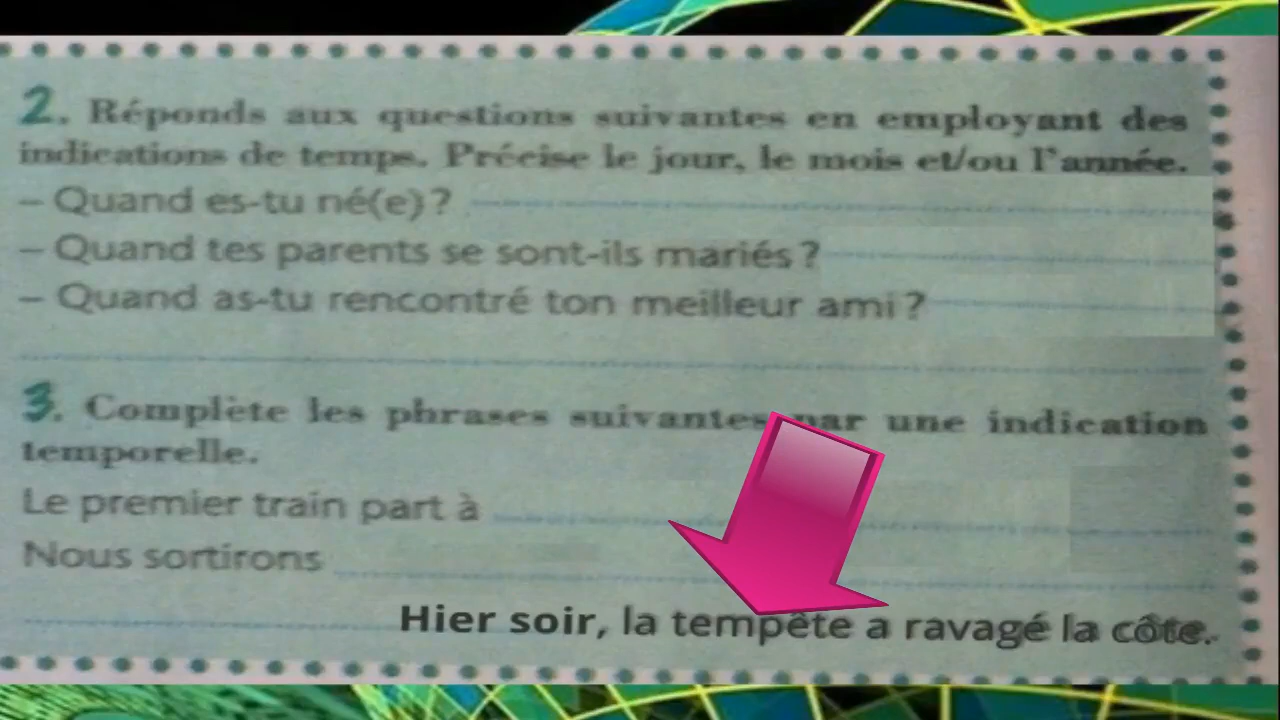 2. Réponds aux questions suivantes en employant des
indications de temps. Précise le jour, le mois et/ou l'année.
– Quand es-tu né(e) ?
– Quand tes parents se sont-ils mariés ?
– Quand as-tu rencontré ton meilleur ami ?
3. Complète les phrases suivantes par une indication
temporelle.
Le premier train part à
Nous sortirons
Hier soir, la tempête a ravagé la côte.